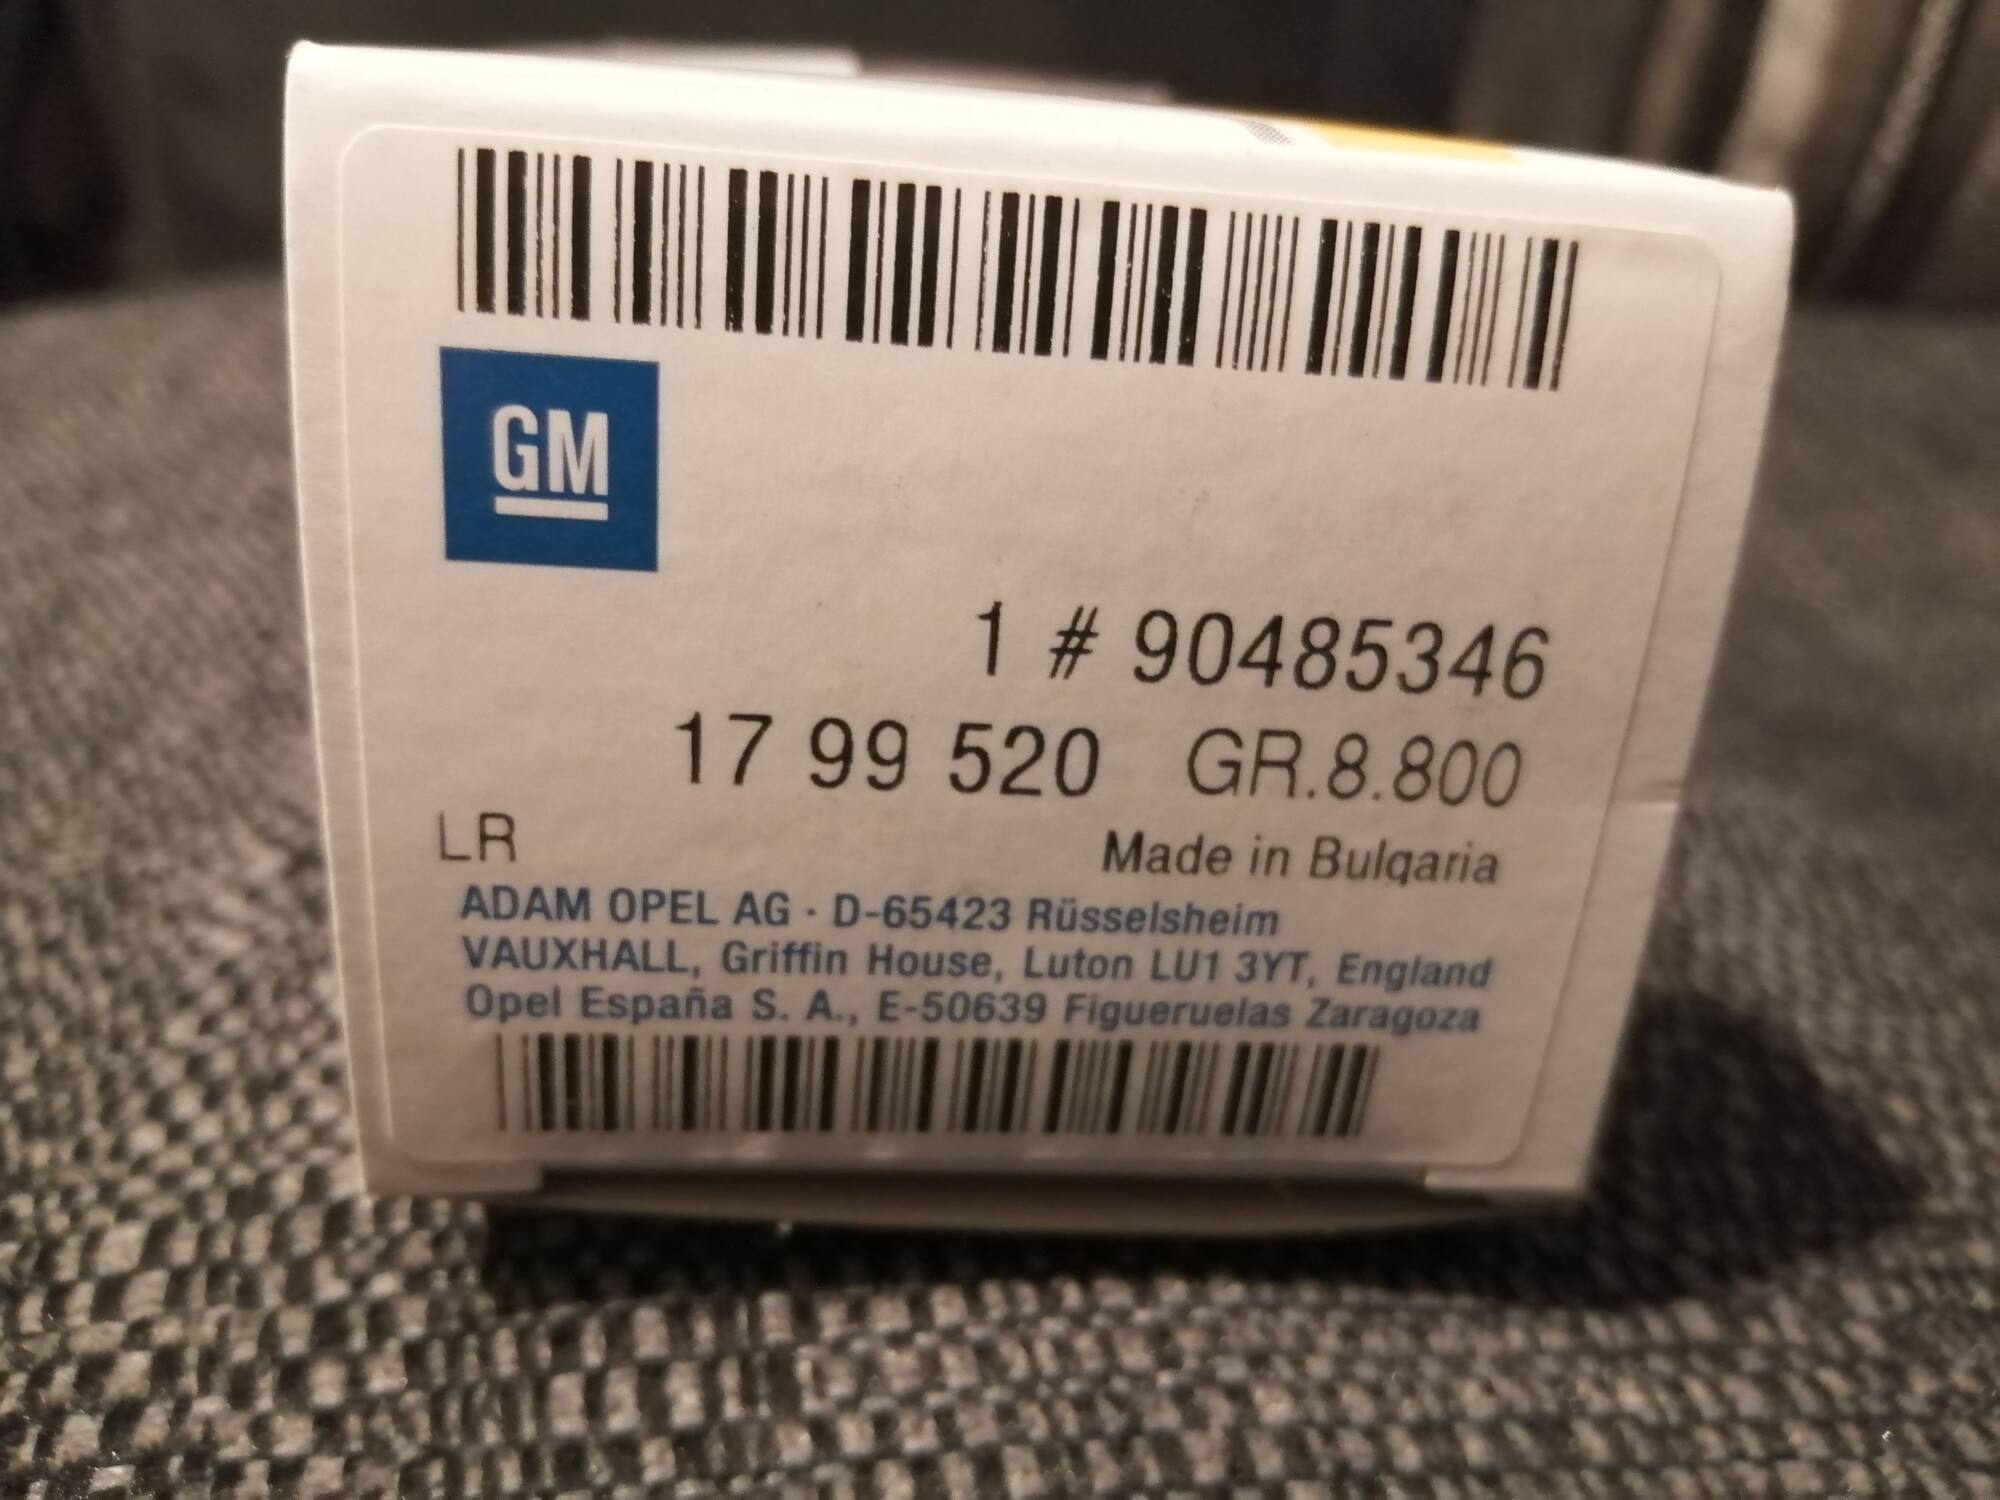 GM
1 # 90485346
17 99 520 GR.8.800
LR
Made in Bulgaria
ADAM OPEL AG · D-65423 Rüsselsheim
VAUXHALL, Griffin House, Luton LU1 3YT, England
Opel España S. A., E-50639 Figueruelas Zaragoza